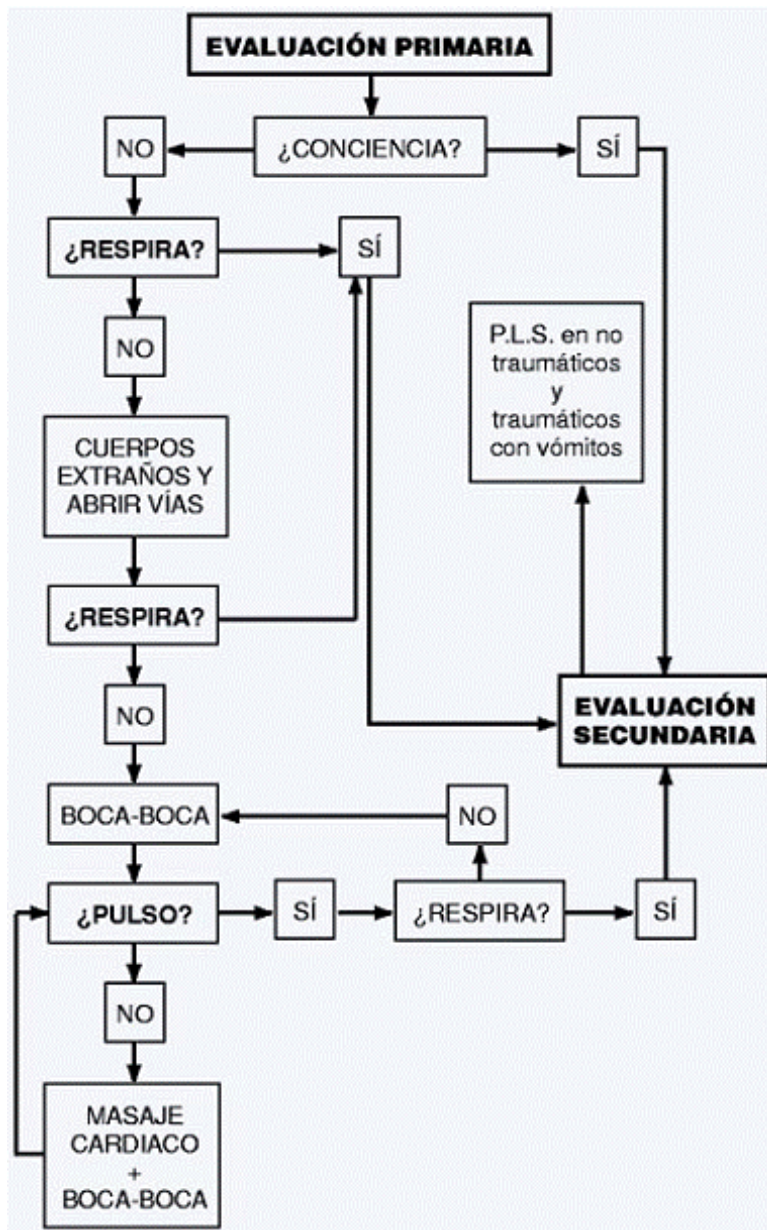 EVALUACIÓN PRIMARIA
NO
¿CONCIENCIA?
SÍ
¿RESPIRA?
SÍ
NO
P.L.S. en no
traumáticos
y
traumáticos
con vómitos
CUERPOS
EXTRAÑOS Y
ABRIR VÍAS
¿RESPIRA?
NO
EVALUACIÓN
SECUNDARIA
BOCA-BOCA
NO
¿PULSO?
SÍ
¿RESPIRA?
SÍ
NO
MASAJE
CARDIACO
+
BOCA-BOCA